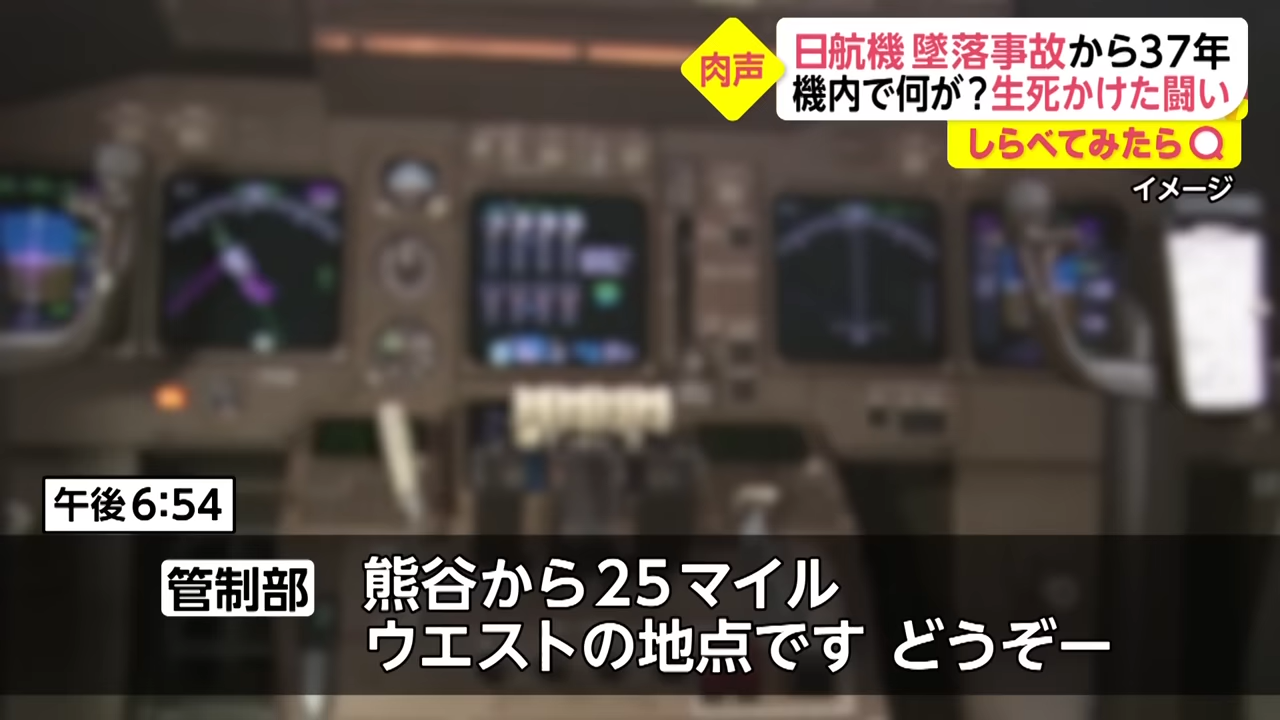 肉声
日航機 墜落事故から37年
機内で何が?生死かけた闘い
しらべてみたら
イメージ
午後6:54
管制部
熊谷から25マイル
ウエストの地点です どうぞー